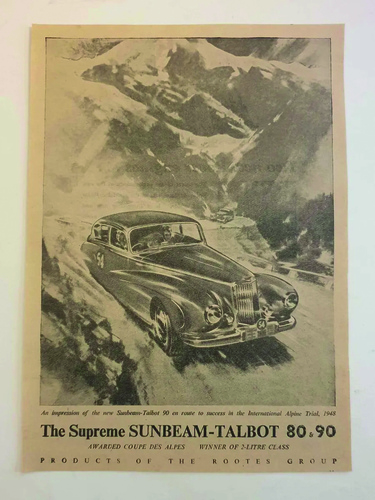 54
54
An impression of the new Sunbeam-Talbot 90 en route to success in the International Alpine Trial, 1948
The Supreme SUNBEAM-TALBOT 80 & 90
AWARDED COUPE DES ALPES WINNER OF 2-LITRE CLASS
PRODUCTS OF THE ROOTES GROUP